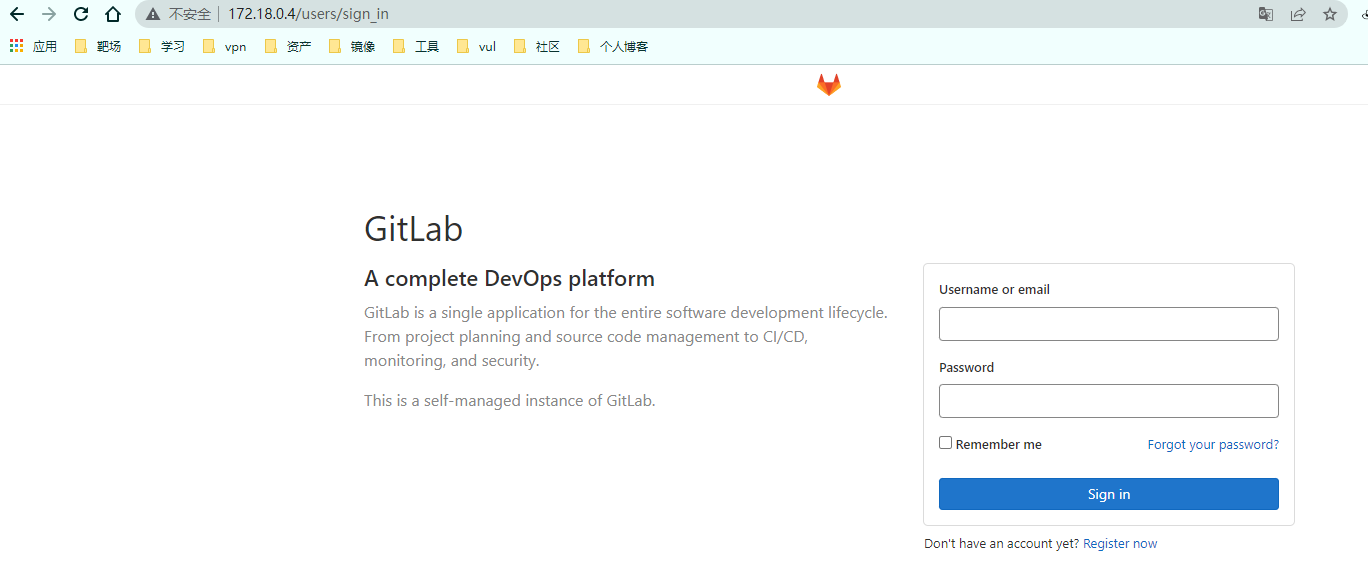 不安全 172.18.0.4/users/sign_in
应用 靶场 学习 vpn 资产 镜像 工具 vul 社区 个人博客
GitLab
A complete DevOps platform
GitLab is a single application for the entire software development lifecycle.
From project planning and source code management to CI/CD,
monitoring, and security.
This is a self-managed instance of GitLab.
Username or email
Password
Remember me Forgot your password?
Sign in
Don't have an account yet? Register now